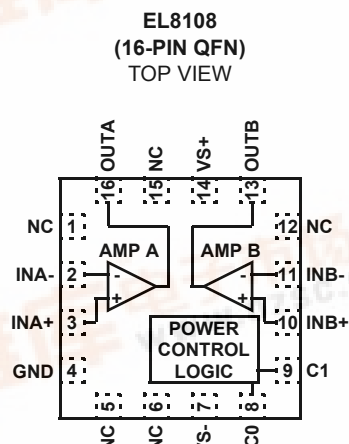 EL8108
(16-PIN QFN)
TOP VIEW
16 OUTA
15 NC
14 VS+
13 OUTB
NC 1
12 NC
AMP A
AMP B
INA- 2
-
-
11 INB-
INA+ 3
+
+
10 INB+
POWER
CONTROL
LOGIC
GND 4
9 C1
NC 5
NC 6
VS- 7
C0 8